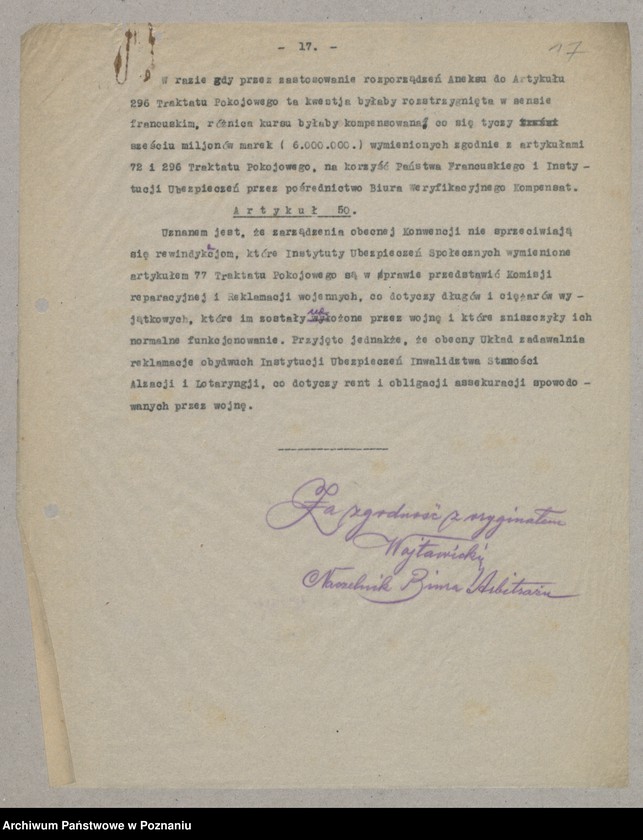 - 17. -
17
W razie gdy przez zastosowanie rozporządzeń Aneksu do Artykułu
296 Traktatu Pokojowego ta kwestja byłaby rozstrzygnięta w sensie
francuskim, różnica kursu byłaby kompensowana, co się tyczy
sześciu miljonów marek ( 6.000.000.) wymienionych zgodnie z artykułami
72 i 296 Traktatu Pokojowego, na korzyść Państwa Francuskiego i Insty -
tucji Ubezpieczeń przez pośrednictwo Biura Weryfikacyjnego Kompensat.
Artykuł 50.
Uznanem jest, że zarządzenia obecnej Konwencji nie sprzeciwiają
się rewindykacjom, które Instytuty Ubezpieczeń Społecznych wymienione
artykułem 77 Traktatu Pokojowego są w sprawie przedstawić Komisji
reparacyjnej i Reklamacji wojennych, co dotyczy długów i ciężarów wy -
jątkowych, które im zostały nałożone przez wojnę i które zniszczyły ich
normalne funkcjonowanie. Przyjęto jednakże, że obecny Układ zadawalnia
reklamacje obydwuch Instytucji Ubezpieczeń Inwalidztwa Starości
Alzacji i Lotaryngji, co dotyczy rent i obligacji assekuracji spowodo -
wanych przez wojnę.
Za zgodność z oryginałem
Wojtawicki
Naczelnik Biura Arbitrażu
Archiwum Państwowe w Poznaniu